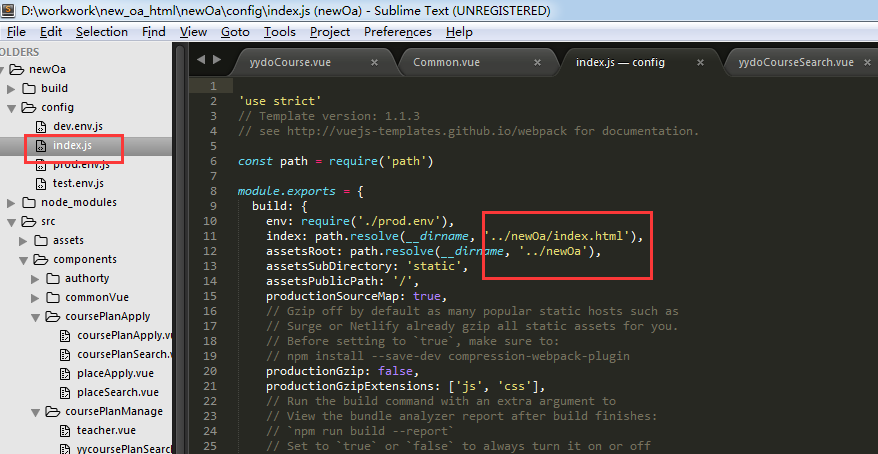 D:\workwork\new_oa_html\newOa\config\index.js (newOa) - Sublime Text (UNREGISTERED)
File Edit Selection Find View Goto Tools Project Preferences Help
OLDERS
newOa
build
config
dev.env.js
index.js
prod.env.js
test.env.js
node_modules
src
assets
components
authorty
commonVue
coursePlanApply
coursePlanApply.v
coursePlanSearch.
placeApply.vue
placeSearch.vue
coursePlanManage
teacher.vue
yycoursePlanSearc
yydoCourse.vue × Common.vue × index.js — config × yydoCourseSearch.vue ×
1
2 'use strict'
3 // Template version: 1.1.3
4 // see http://vuejs-templates.github.io/webpack for documentation.
5
6 const path = require('path')
7
8 module.exports = {
9 build: {
10 env: require('./prod.env'),
11 index: path.resolve(__dirname, '../newOa/index.html'),
12 assetsRoot: path.resolve(__dirname, '../newOa'),
13 assetsSubDirectory: 'static',
14 assetsPublicPath: '/',
15 productionSourceMap: true,
16 // Gzip off by default as many popular static hosts such as
17 // Surge or Netlify already gzip all static assets for you.
18 // Before setting to `true`, make sure to:
19 // npm install --save-dev compression-webpack-plugin
20 productionGzip: false,
21 productionGzipExtensions: ['js', 'css'],
22 // Run the build command with an extra argument to
23 // View the bundle analyzer report after build finishes:
24 // `npm run build --report`
25 // Set to `true` or `false` to always turn it on or off